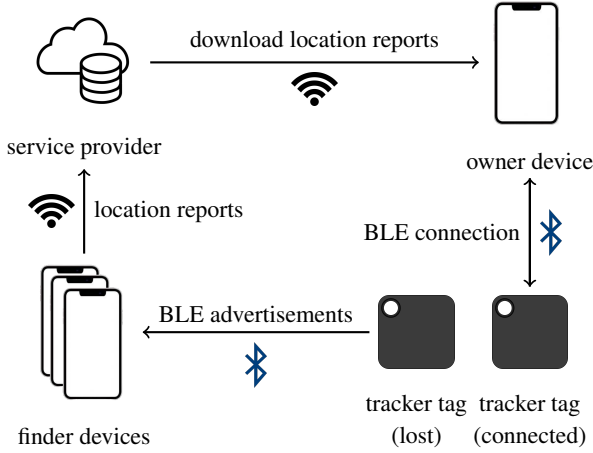 download location reports
service provider
owner device
location reports
BLE connection
BLE advertisements
tracker tag
(lost)
tracker tag
(connected)
finder devices